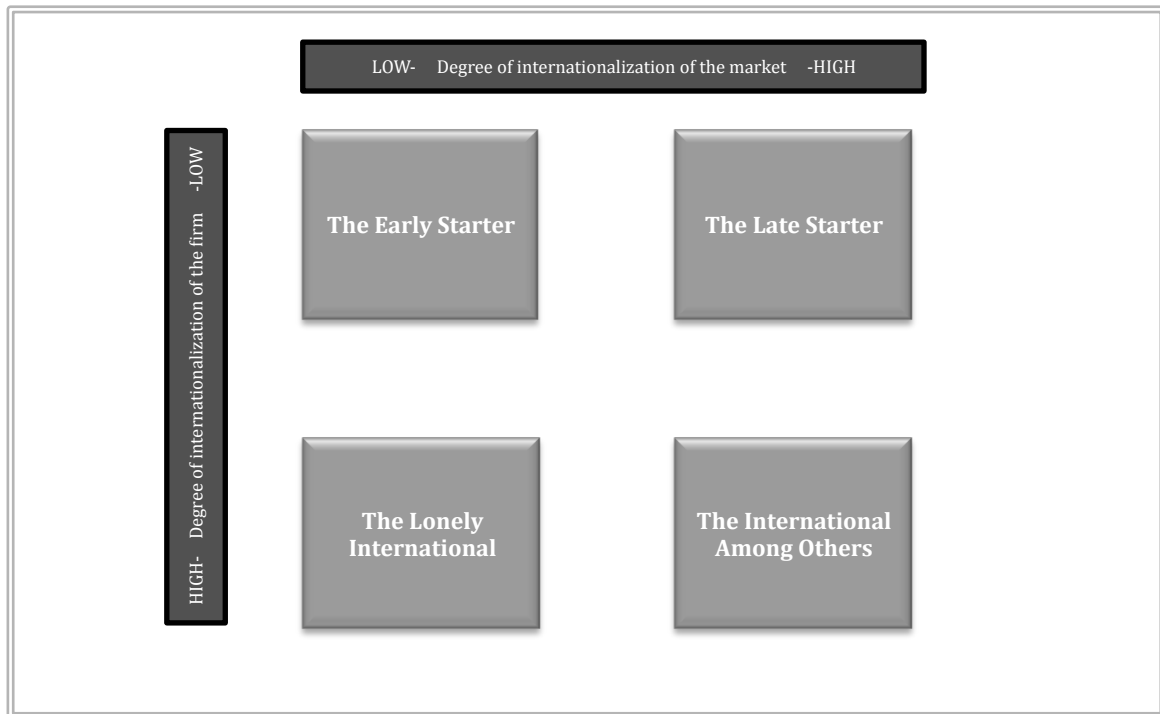 LOW- Degree of internationalization of the market -HIGH
HIGH- Degree of internationalization of the firm -LOW
The Early Starter
The Late Starter
The Lonely
International
The International
Among Others